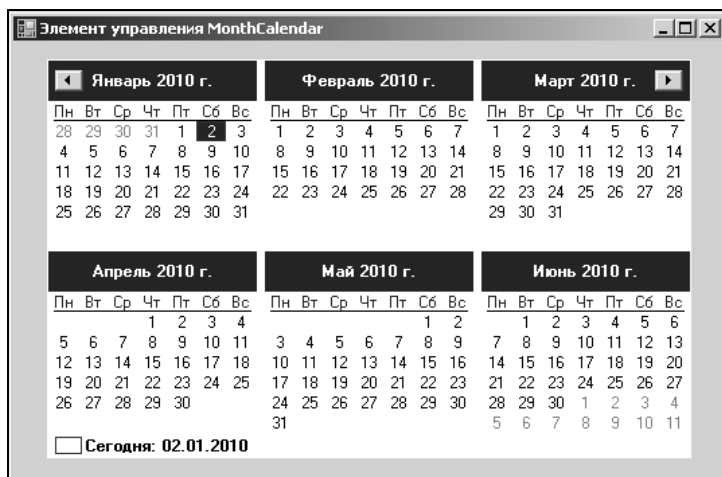 Элемент управления MonthCalendar
Январь 2010 г. Февраль 2010 г. Март 2010 г.
Пн Вт Ср Чт Пт Сб Вс Пн Вт Ср Чт Пт Сб Вс Пн Вт Ср Чт Пт Сб Вс
28 29 30 31 1 2 3 1 2 3 4 5 6 7 1 2 3 4 5 6 7
4 5 6 7 8 9 10 8 9 10 11 12 13 14 8 9 10 11 12 13 14
11 12 13 14 15 16 17 15 16 17 18 19 20 21 15 16 17 18 19 20 21
18 19 20 21 22 23 24 22 23 24 25 26 27 28 22 23 24 25 26 27 28
25 26 27 28 29 30 31 29 30 31
Апрель 2010 г. Май 2010 г. Июнь 2010 г.
Пн Вт Ср Чт Пт Сб Вс Пн Вт Ср Чт Пт Сб Вс Пн Вт Ср Чт Пт Сб Вс
1 2 3 4 1 2 1 2 3 4 5 6
5 6 7 8 9 10 11 3 4 5 6 7 8 9 7 8 9 10 11 12 13
12 13 14 15 16 17 18 10 11 12 13 14 15 16 14 15 16 17 18 19 20
19 20 21 22 23 24 25 17 18 19 20 21 22 23 21 22 23 24 25 26 27
26 27 28 29 30 24 25 26 27 28 29 30 28 29 30 1 2 3 4
31 5 6 7 8 9 10 11
Сегодня: 02.01.2010